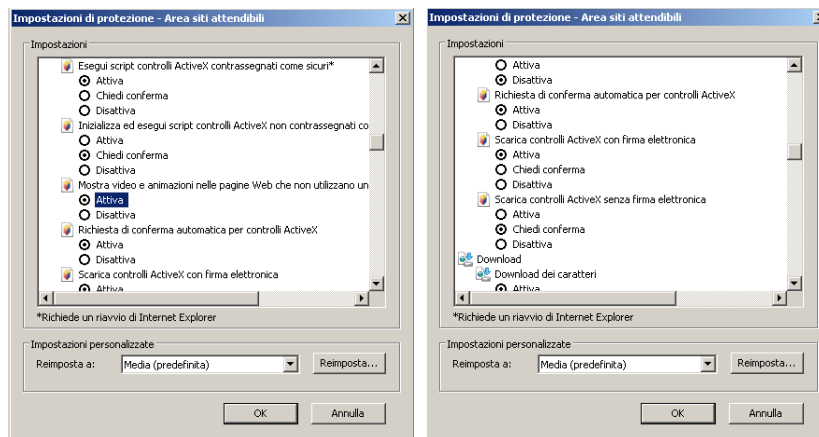 Impostazioni di protezione - Area siti attendibili
Impostazioni
Esegui script controlli ActiveX contrassegnati come sicuri*
Attiva
Chiedi conferma
Disattiva
Inizializza ed esegui script controlli ActiveX non contrassegnati co
Attiva
Chiedi conferma
Disattiva
Mostra video e animazioni nelle pagine Web che non utilizzano un
Attiva
Disattiva
Richiesta di conferma automatica per controlli ActiveX
Attiva
Disattiva
Scarica controlli ActiveX con firma elettronica
Attiva
*Richiede un riavvio di Internet Explorer
Impostazioni personalizzate
Reimposta a:
Media (predefinita)
Reimposta...
OK
Annulla
Impostazioni di protezione - Area siti attendibili
Impostazioni
Attiva
Disattiva
Richiesta di conferma automatica per controlli ActiveX
Attiva
Disattiva
Scarica controlli ActiveX con firma elettronica
Attiva
Chiedi conferma
Disattiva
Scarica controlli ActiveX senza firma elettronica
Attiva
Chiedi conferma
Disattiva
Download
Download dei caratteri
Attiva
*Richiede un riavvio di Internet Explorer
Impostazioni personalizzate
Reimposta a:
Media (predefinita)
Reimposta...
OK
Annulla